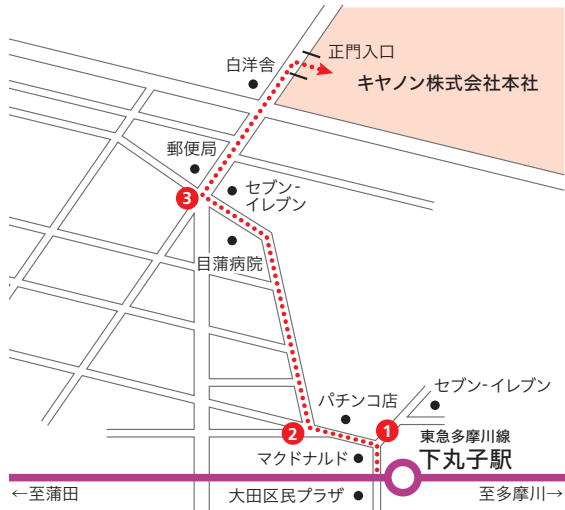 正門入口
白洋舎
キヤノン株式会社本社
郵便局
3
セブン-
イレブン
目蒲病院
セブン-イレブン
パチンコ店
1
2
東急多摩川線
下丸子駅
マクドナルド
←至蒲田
大田区民プラザ
至多摩川→